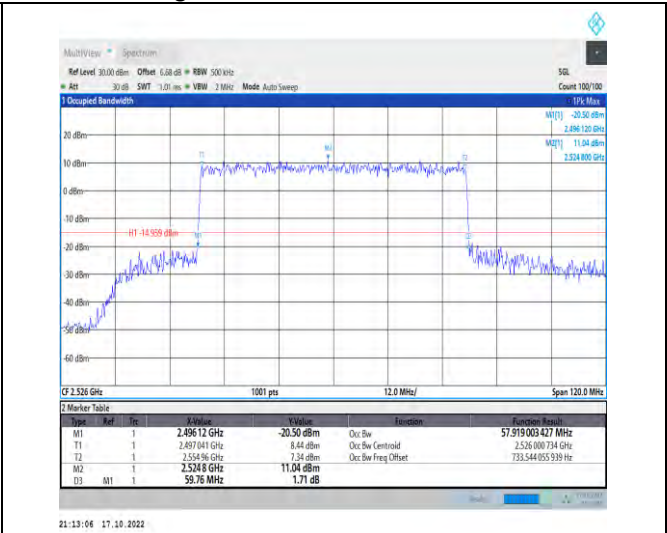 MultiView Spectrum
Ref Level 30.00 dBm Offset 6.68 dB RBW 500 kHz SGL
Att 30 dB SWT 1.01 ms VBW 2 MHz Mode Auto Sweep Count 100/100
1 Occupied Bandwidth 1Pk Max
M1[1] -20.50 dBm
2.496 120 GHz
M2[1] 11.04 dBm
2.524 800 GHz
20 dBm
M2
T1 T2
10 dBm
0 dBm
-10 dBm
H1 -14.959 dBm
M1
-20 dBm
-30 dBm
-40 dBm
-50 dBm
-60 dBm
CF 2.526 GHz 1001 pts 12.0 MHz/ Span 120.0 MHz
2 Marker Table
Type Ref Trc X-Value Y-Value Function Function Result
M1 1 2.496 12 GHz -20.50 dBm Occ Bw 57.919 003 427 MHz
T1 1 2.497 041 GHz 8.44 dBm Occ Bw Centroid 2.526 000 734 GHz
T2 1 2.554 96 GHz 7.34 dBm Occ Bw Freq Offset 733.544 055 939 Hz
M2 1 2.524 8 GHz 11.04 dBm
D3 M1 1 59.76 MHz 1.71 dB
21:13:06 17.10.2022